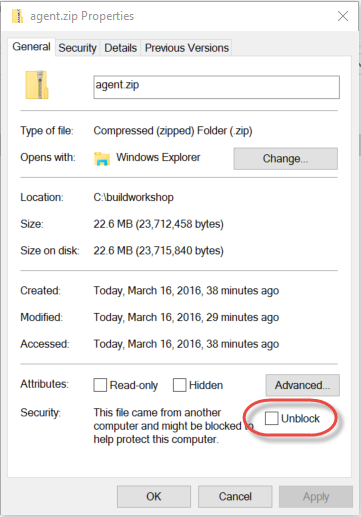 agent.zip Properties
General Security Details Previous Versions
agent.zip
Type of file: Compressed (zipped) Folder (.zip)
Opens with: Windows Explorer Change...
Location: C:\buildworkshop
Size: 22.6 MB (23,712,458 bytes)
Size on disk: 22.6 MB (23,715,840 bytes)
Created: Today, March 16, 2016, 38 minutes ago
Modified: Today, March 16, 2016, 29 minutes ago
Accessed: Today, March 16, 2016, 38 minutes ago
Attributes: Read-only Hidden Advanced...
Security: This file came from another Unblock
computer and might be blocked to
help protect this computer.
OK Cancel Apply